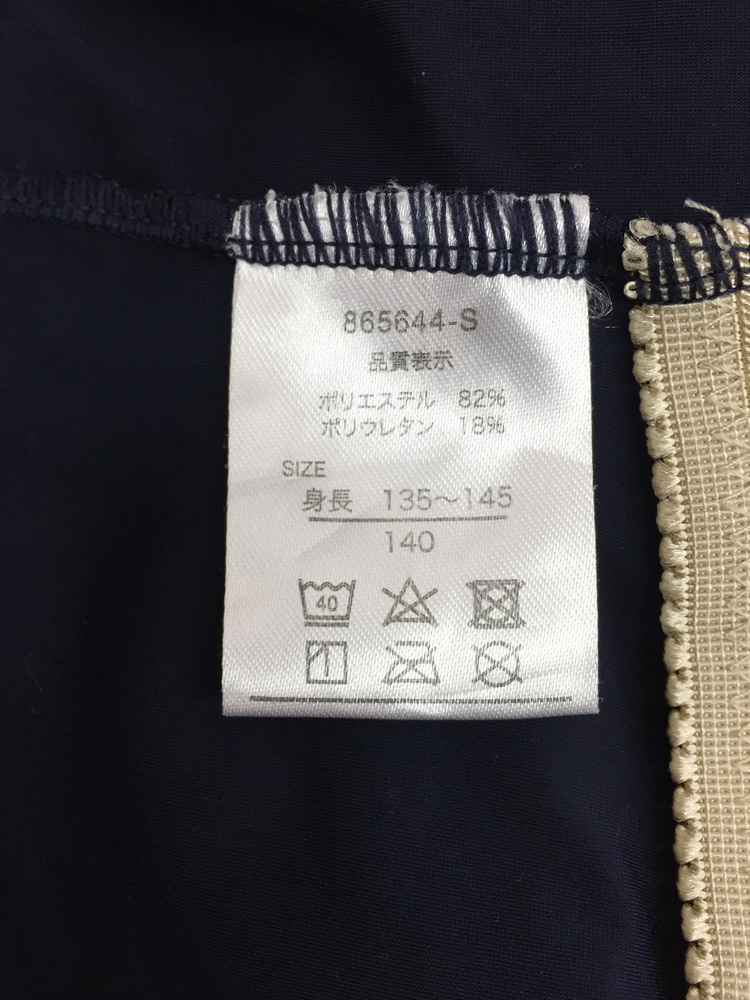 865644-S
品質表示
ポリエステル 82%
ポリウレタン 18%
SIZE
身長 135〜145
140
40